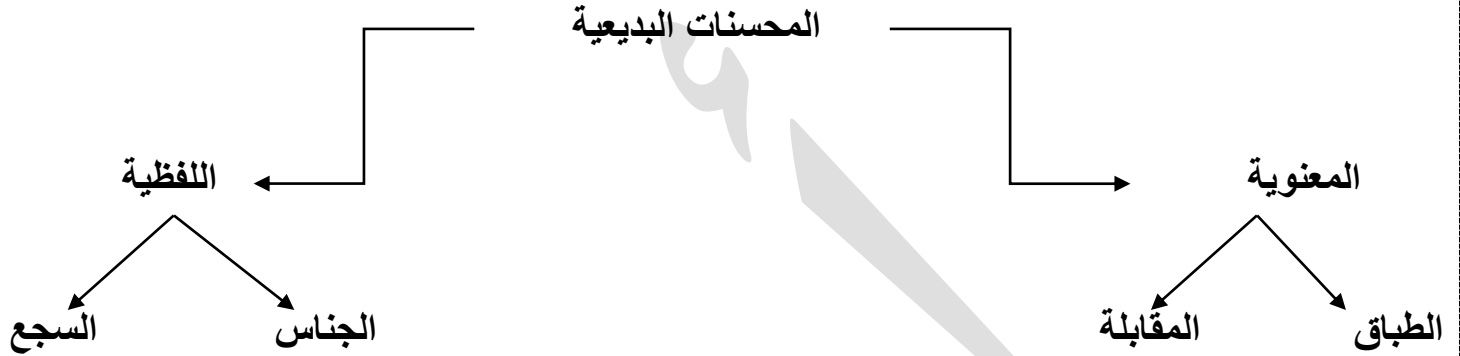 المحسنات البديعية
المعنوية اللفظية
الطباق المقابلة الجناس السجع